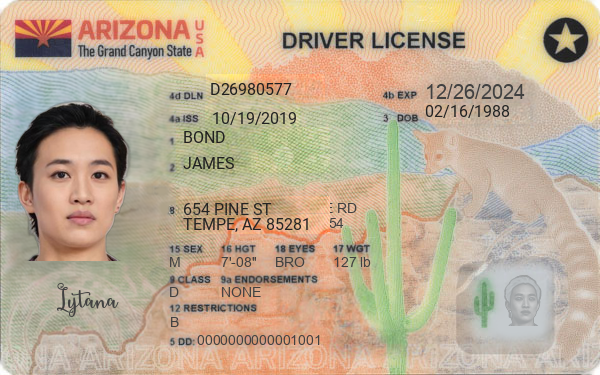 ARIZONA USA
The Grand Canyon State
DRIVER LICENSE
4d DLN D26980577
4b EXP 12/26/2024
4a ISS 10/19/2019
3 DOB 02/16/1988
1 BOND
2 JAMES
8 654 PINE ST : RD
TEMPE, AZ 85281 54
15 SEX 16 HGT 18 EYES 17 WGT
M 7'-08" BRO 127 lb
9 CLASS 9a ENDORSEMENTS
D NONE
12 RESTRICTIONS
B
5 DD: 0000000000001001
Lytana
ARIZONA ARIZONA ARIZONA ARIZONA